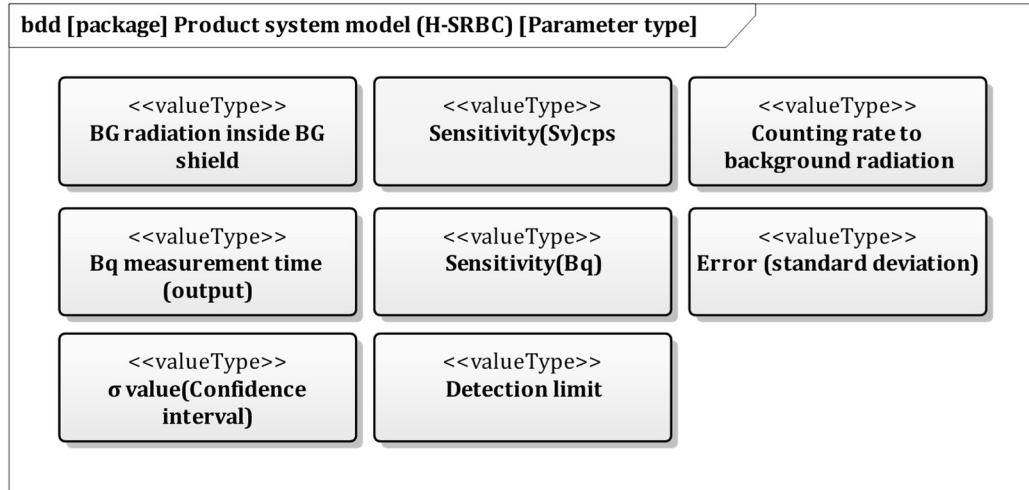 bdd [package] Product system model (H-SRBC) [Parameter type]
<<valueType>>
BG radiation inside BG
shield
<<valueType>>
Sensitivity(Sv)cps
<<valueType>>
Counting rate to
background radiation
<<valueType>>
Bq measurement time
(output)
<<valueType>>
Sensitivity(Bq)
<<valueType>>
Error (standard deviation)
<<valueType>>
σ value(Confidence
interval)
<<valueType>>
Detection limit